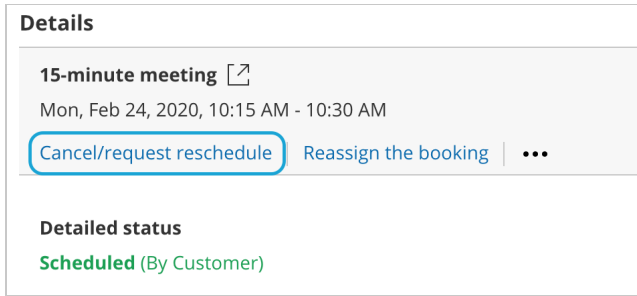 Details
15-minute meeting
Mon, Feb 24, 2020, 10:15 AM - 10:30 AM
Cancel/request reschedule Reassign the booking •••
Detailed status
Scheduled (By Customer)